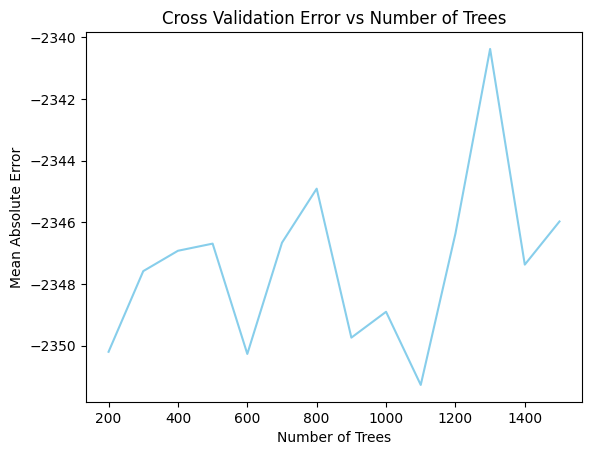 Cross Validation Error vs Number of Trees
−2340
−2342
−2344
−2346
−2348
−2350
Mean Absolute Error
200 400 600 800 1000 1200 1400
Number of Trees